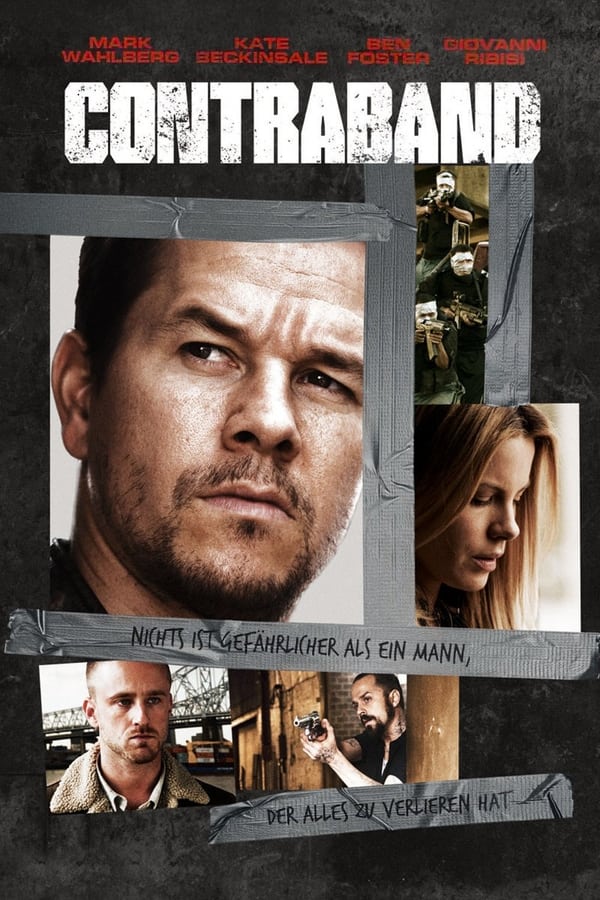 MARK KATE BEN GIOVANNI
WAHLBERG BECKINSALE FOSTER RIBISI
CONTRABAND
NICHTS IST GEFÄHRLICHER ALS EIN MANN,
DER ALLES ZU VERLIEREN HAT